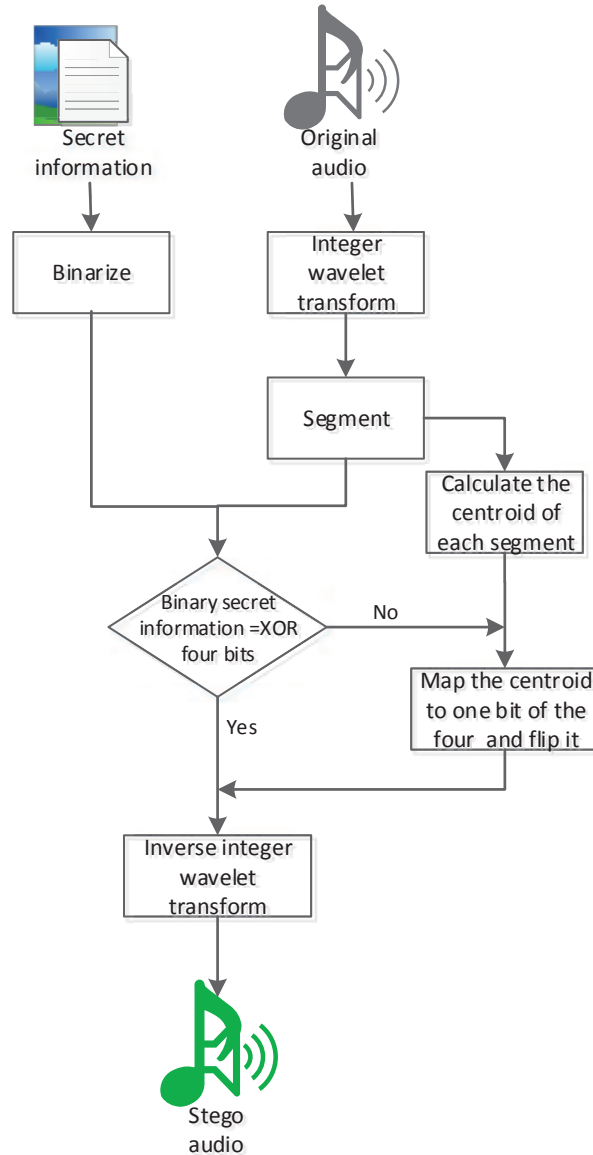 Secret
information
Original
audio
Binarize
Integer
wavelet
transform
Segment
Calculate the
centroid of
each segment
Binary secret
information =XOR
four bits
No
Map the centroid
to one bit of the
four and flip it
Yes
Inverse integer
wavelet
transform
Stego
audio